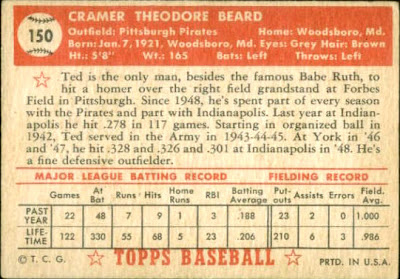 150
CRAMER THEODORE BEARD
Outfield: Pittsburgh Pirates Home: Woodsboro, Md.
Born: Jan. 7, 1921, Woodsboro, Md. Eyes: Grey Hair: Brown
Ht.: 5'8" Wt.: 165 Bats: Left Throws: Left
Ted is the only man, besides the famous Babe Ruth, to
hit a homer over the right field grandstand at Forbes
Field in Pittsburgh. Since 1948, he's spent part of every season
with the Pirates and part with Indianapolis. Last year at Indian-
apolis he hit .278 in 117 games. Starting in organized ball in
1942, Ted served in the Army in 1943-44-45. At York in '46
and '47, he hit .328 and .326 and .301 at Indianapolis in '48. He's
a fine defensive outfielder.
MAJOR LEAGUE BATTING RECORD FIELDING RECORD
Games At Bat Runs Hits Home Runs RBI Batting Average Put-outs Assists Errors Field. Avg.
PAST YEAR 22 48 7 9 1 3 .188 23 2 0 1.000
LIFE-TIME 122 330 55 68 5 23 .206 210 6 3 .986
© T. C. G. TOPPS BASEBALL PRTD. IN U.S.A.